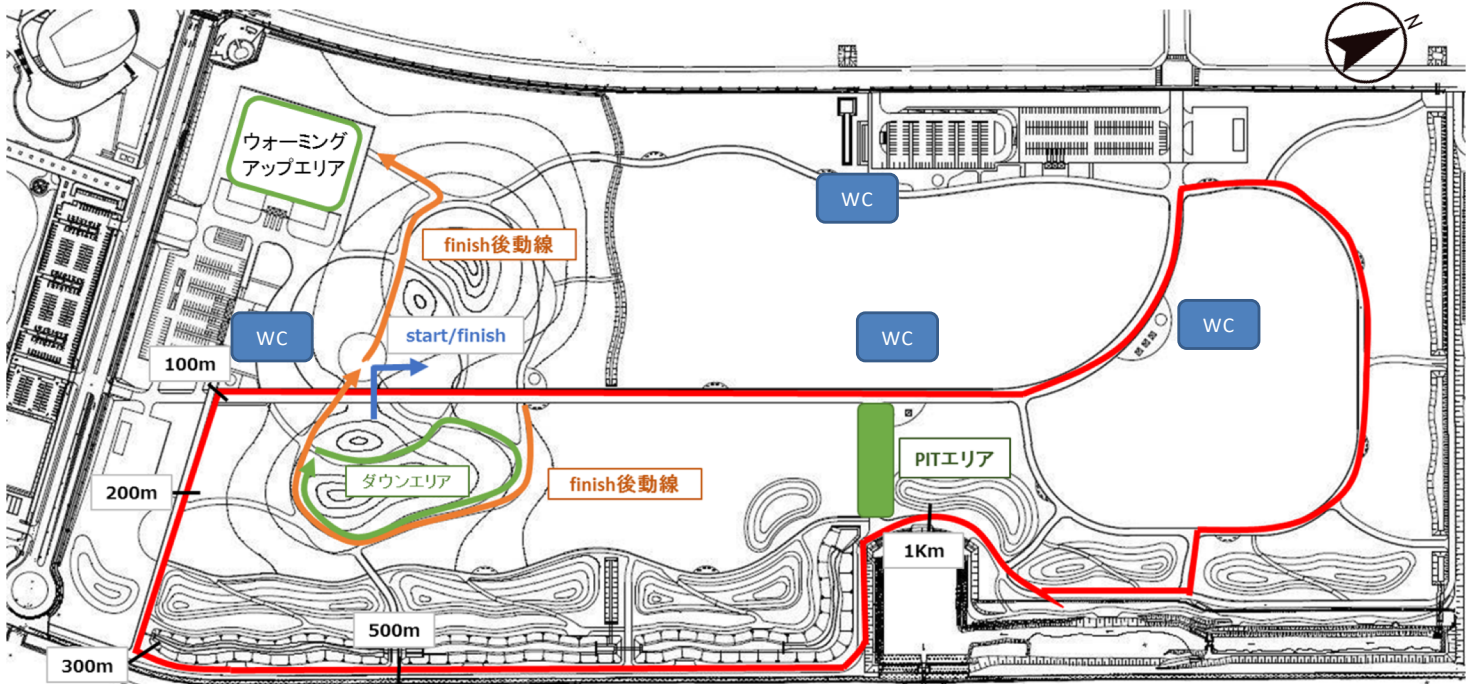 N
ウォーミング
アップエリア
WC
finish後動線
WC
start/finish
WC
WC
100m
PITエリア
ダウンエリア
finish後動線
200m
1Km
500m
300m